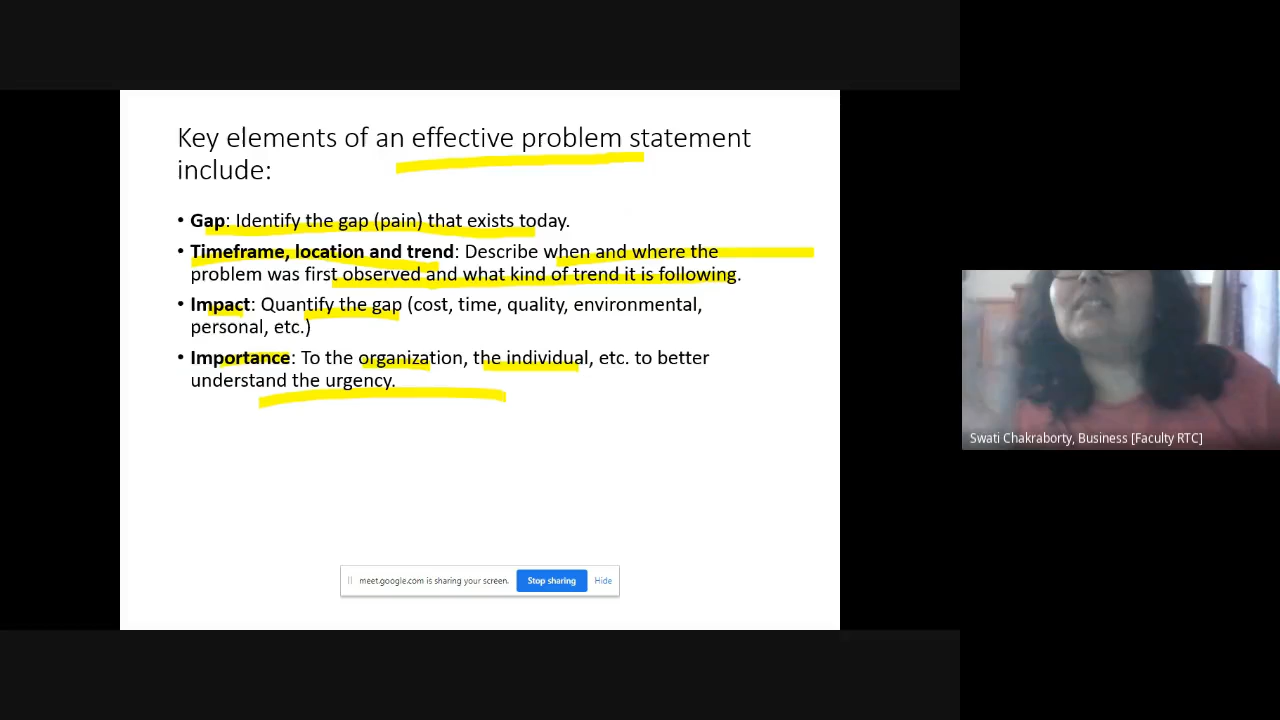 Key elements of an effective problem statement
include:
• Gap: Identify the gap (pain) that exists today.
• Timeframe, location and trend: Describe when and where the
problem was first observed and what kind of trend it is following.
• Impact: Quantify the gap (cost, time, quality, environmental,
personal, etc.)
• Importance: To the organization, the individual, etc. to better
understand the urgency.
meet.google.com is sharing your screen. Stop sharing Hide
Swati Chakraborty, Business [Faculty RTC]